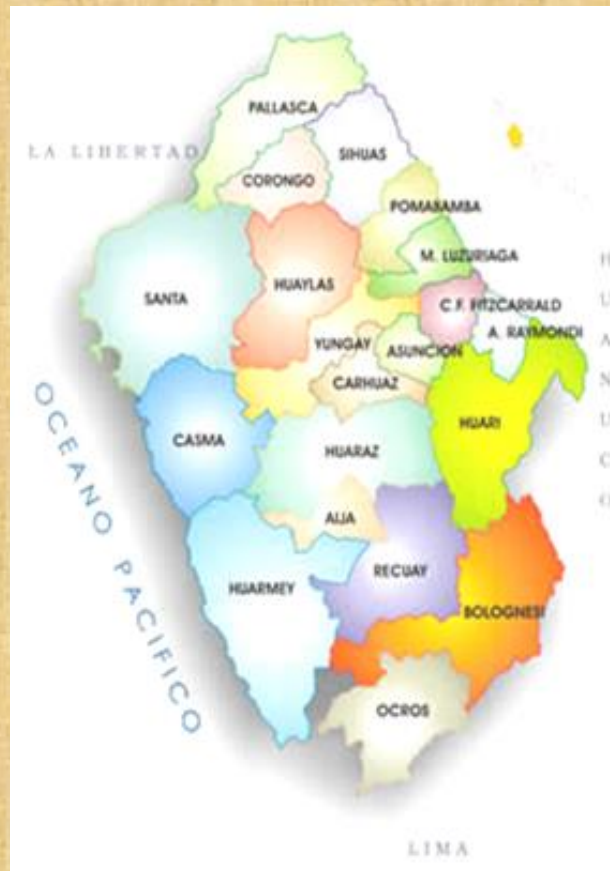 PALLASCA
LA LIBERTAD
SIHUAS
CORONGO
POMABAMBA
M. LUZURIAGA
HUAYLAS
SANTA
C.F. FITZCARRALD
A. RAYMONDI
YUNGAY
ASUNCION
CARHUAZ
HUARI
CASMA
HUARAZ
HUANUCO
OCEANO PACIFICO
AIJA
RECUAY
HUARMEY
BOLOGNESI
OCROS
LIMA